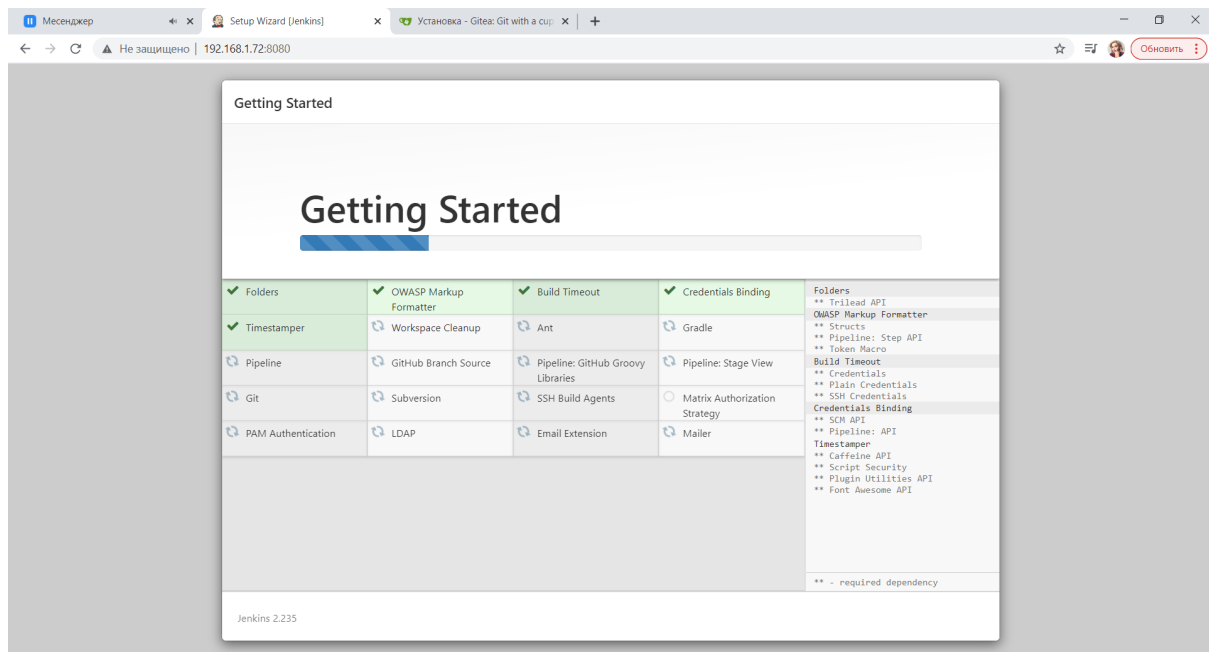 Месенджер
Setup Wizard [Jenkins]
Установка - Gitea: Git with a cup
Не защищено
192.168.1.72:8080
Обновить
Getting Started
Getting Started
Folders
OWASP Markup
Formatter
Build Timeout
Credentials Binding
Timestamper
Workspace Cleanup
Ant
Gradle
Pipeline
GitHub Branch Source
Pipeline: GitHub Groovy
Libraries
Pipeline: Stage View
Git
Subversion
SSH Build Agents
Matrix Authorization
Strategy
PAM Authentication
LDAP
Email Extension
Mailer
Folders
** Trilead API
OWASP Markup Formatter
** Structs
** Pipeline: Step API
** Token Macro
Build Timeout
** Credentials
** Plain Credentials
** SSH Credentials
Credentials Binding
** SCM API
** Pipeline: API
Timestamper
** Caffeine API
** Script Security
** Plugin Utilities API
** Font Awesome API
** - required dependency
Jenkins 2.235